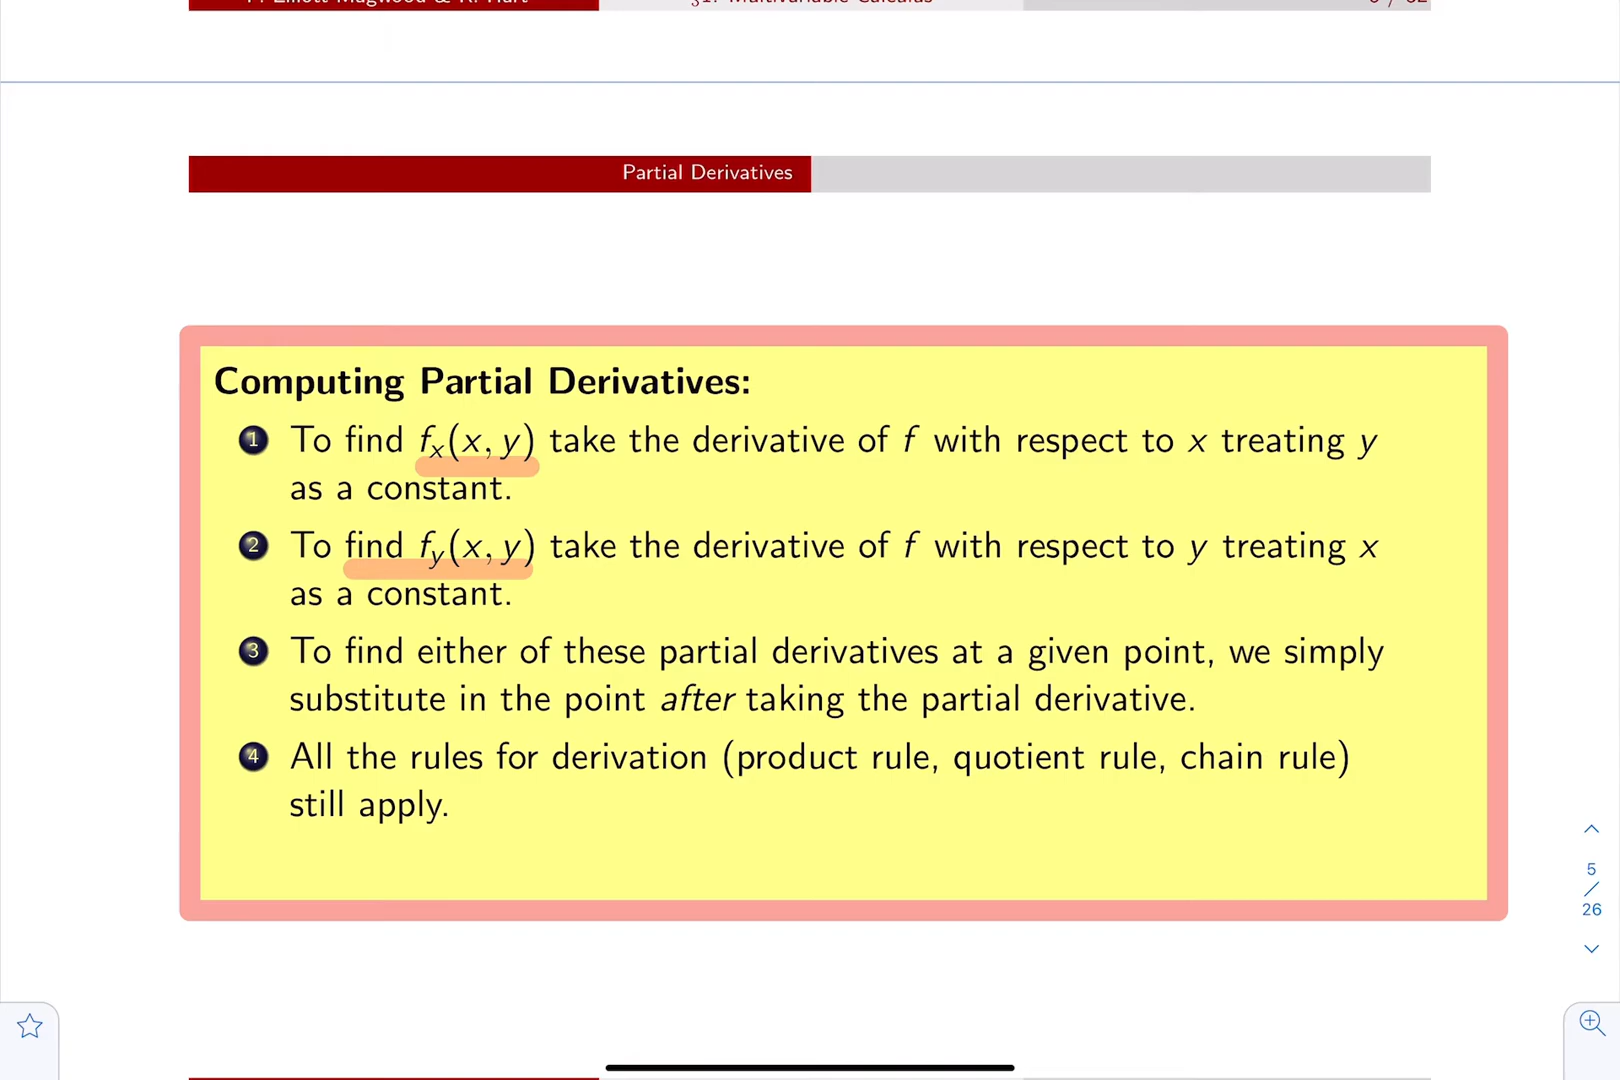 Partial Derivatives
Computing Partial Derivatives:
1 To find fₓ(x, y) take the derivative of f with respect to x treating y
as a constant.
2 To find f_y(x, y) take the derivative of f with respect to y treating x
as a constant.
3 To find either of these partial derivatives at a given point, we simply
substitute in the point after taking the partial derivative.
4 All the rules for derivation (product rule, quotient rule, chain rule)
still apply.
5
/
26